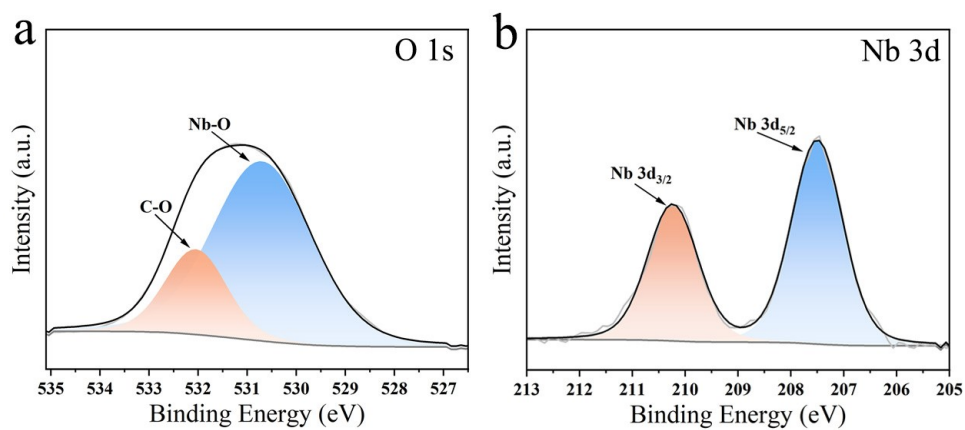 a
O 1s
Nb-O
C-O
Intensity (a.u.)
535 534 533 532 531 530 529 528 527
Binding Energy (eV)
b
Nb 3d
Nb 3d5/2
Nb 3d3/2
Intensity (a.u.)
213 212 211 210 209 208 207 206 205
Binding Energy (eV)